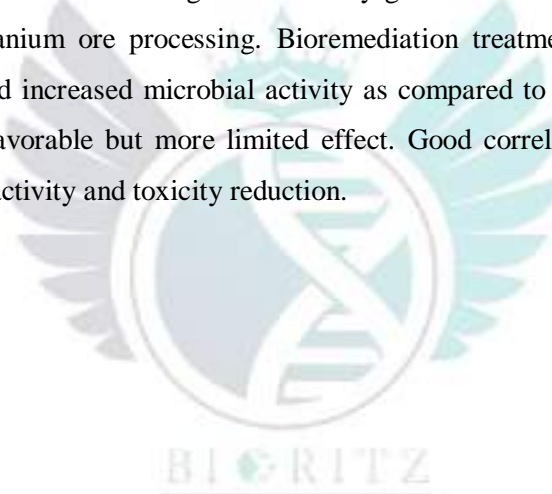 anium ore processing. Bioremediation treatme
d increased microbial activity as compared to
avorable but more limited effect. Good correl
activity and toxicity reduction.
BIORITZ